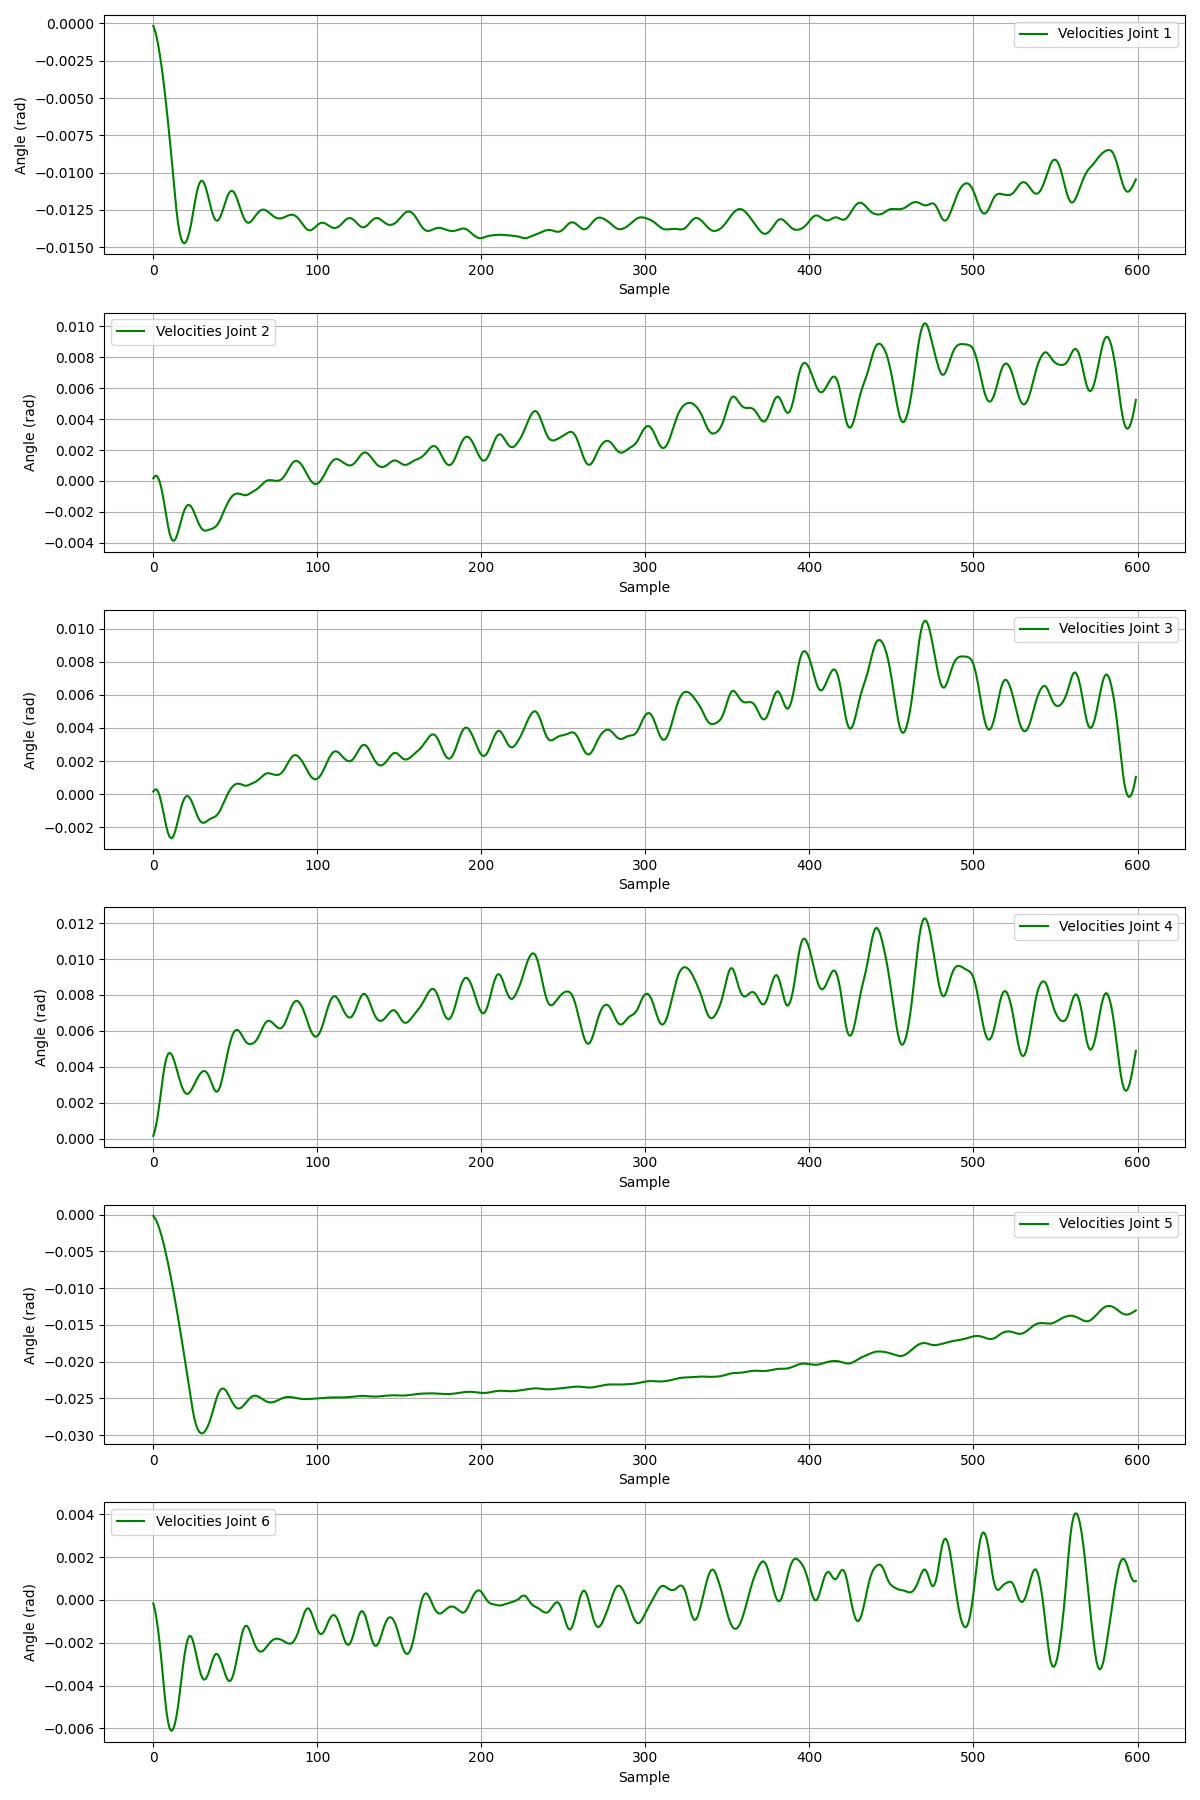 Velocities Joint 1
Angle (rad)
0.0000
−0.0025
−0.0050
−0.0075
−0.0100
−0.0125
−0.0150
0 100 200 300 400 500 600
Sample
Velocities Joint 2
Angle (rad)
0.010
0.008
0.006
0.004
0.002
0.000
−0.002
−0.004
0 100 200 300 400 500 600
Sample
Velocities Joint 3
Angle (rad)
0.010
0.008
0.006
0.004
0.002
0.000
−0.002
0 100 200 300 400 500 600
Sample
Velocities Joint 4
Angle (rad)
0.012
0.010
0.008
0.006
0.004
0.002
0.000
0 100 200 300 400 500 600
Sample
Velocities Joint 5
Angle (rad)
0.000
−0.005
−0.010
−0.015
−0.020
−0.025
−0.030
0 100 200 300 400 500 600
Sample
Velocities Joint 6
Angle (rad)
0.004
0.002
0.000
−0.002
−0.004
−0.006
0 100 200 300 400 500 600
Sample